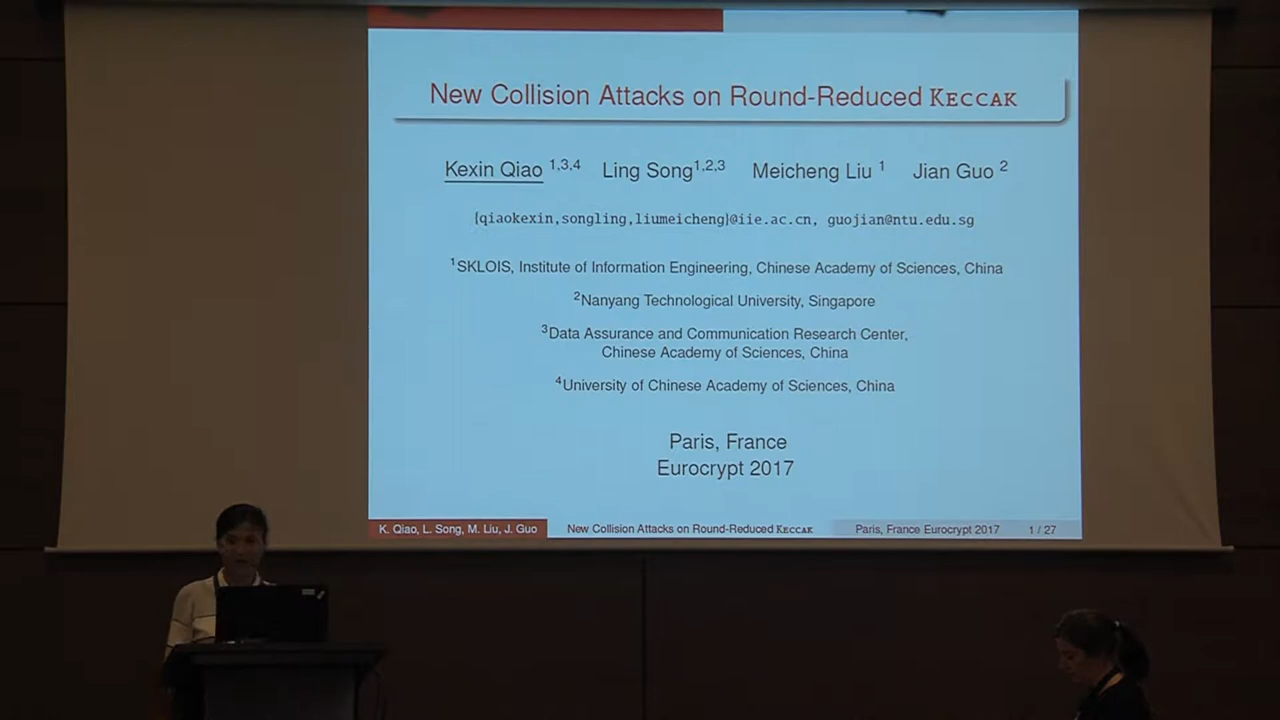 New Collision Attacks on Round-Reduced KECCAK
Kexin Qiao 1,3,4 Ling Song1,2,3 Meicheng Liu 1 Jian Guo 2
{qiaokexin,songling,liumeicheng}@iie.ac.cn, guojian@ntu.edu.sg
1SKLOIS, Institute of Information Engineering, Chinese Academy of Sciences, China
2Nanyang Technological University, Singapore
3Data Assurance and Communication Research Center,
Chinese Academy of Sciences, China
4University of Chinese Academy of Sciences, China
Paris, France
Eurocrypt 2017
K. Qiao, L. Song, M. Liu, J. Guo New Collision Attacks on Round-Reduced KECCAK Paris, France Eurocrypt 2017 1 / 27